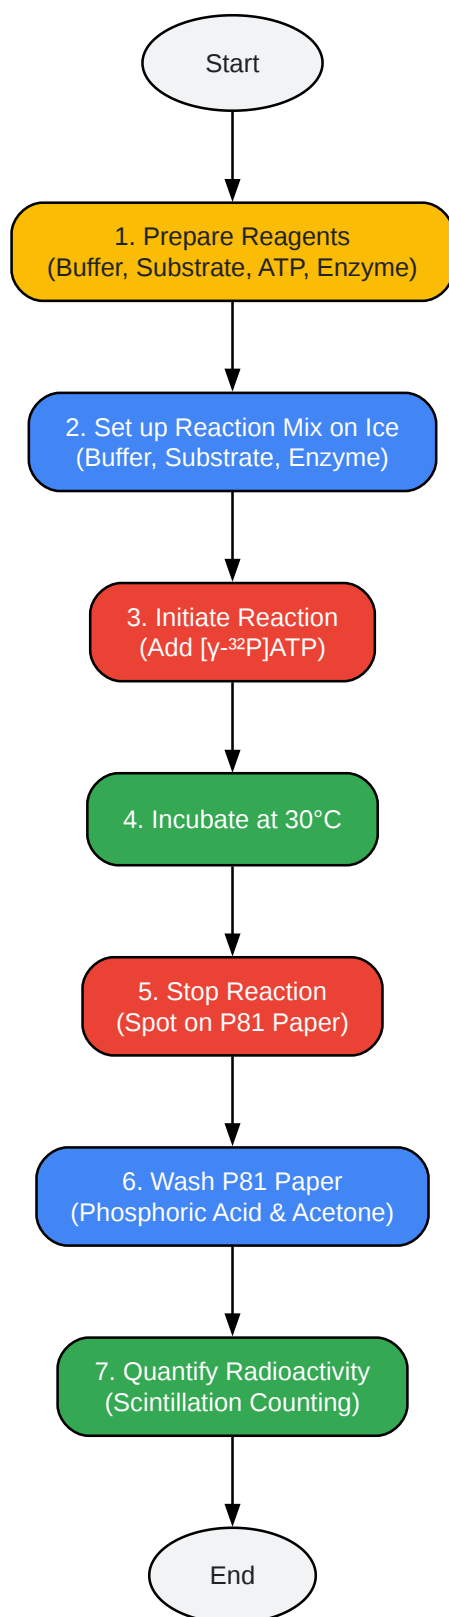 Start
1. Prepare Reagents
(Buffer, Substrate, ATP, Enzyme)
2. Set up Reaction Mix on Ice
(Buffer, Substrate, Enzyme)
3. Initiate Reaction
(Add [γ-³²P]ATP)
4. Incubate at 30°C
5. Stop Reaction
(Spot on P81 Paper)
6. Wash P81 Paper
(Phosphoric Acid & Acetone)
7. Quantify Radioactivity
(Scintillation Counting)
End